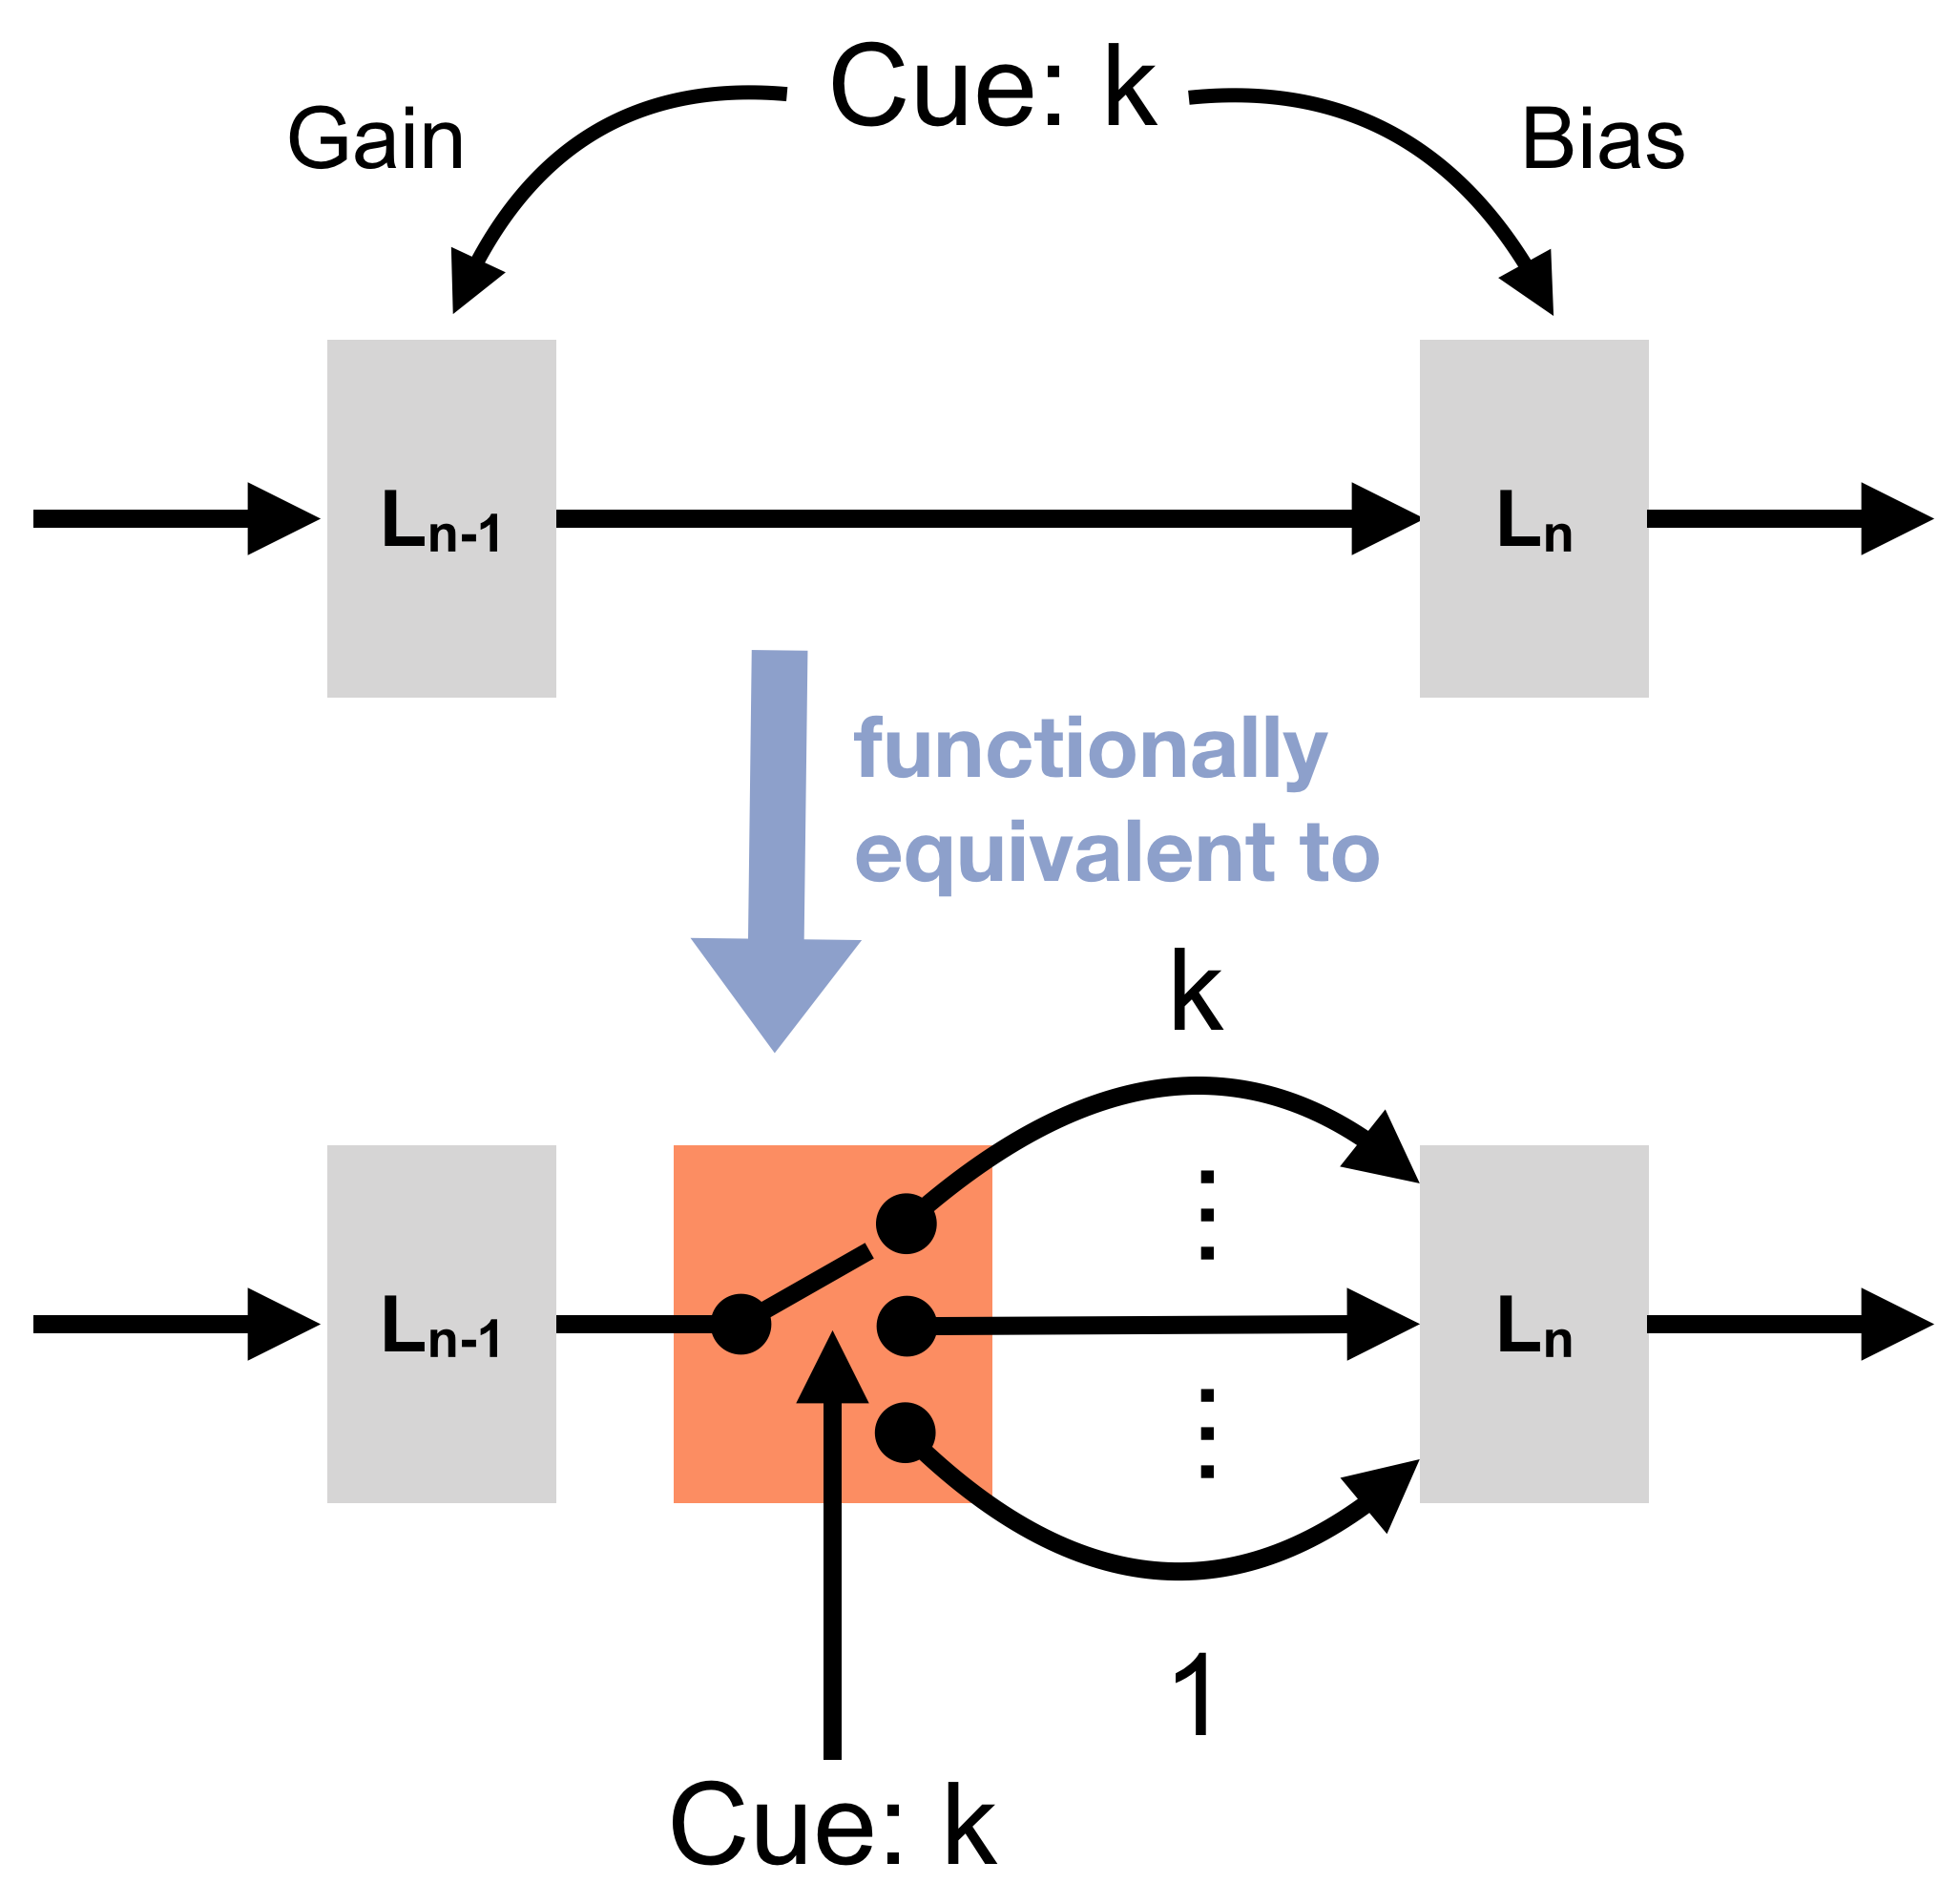 Cue: k
Gain
Bias
Ln-1
Ln
functionally
equivalent to
k
Ln-1
Ln
1
Cue: k